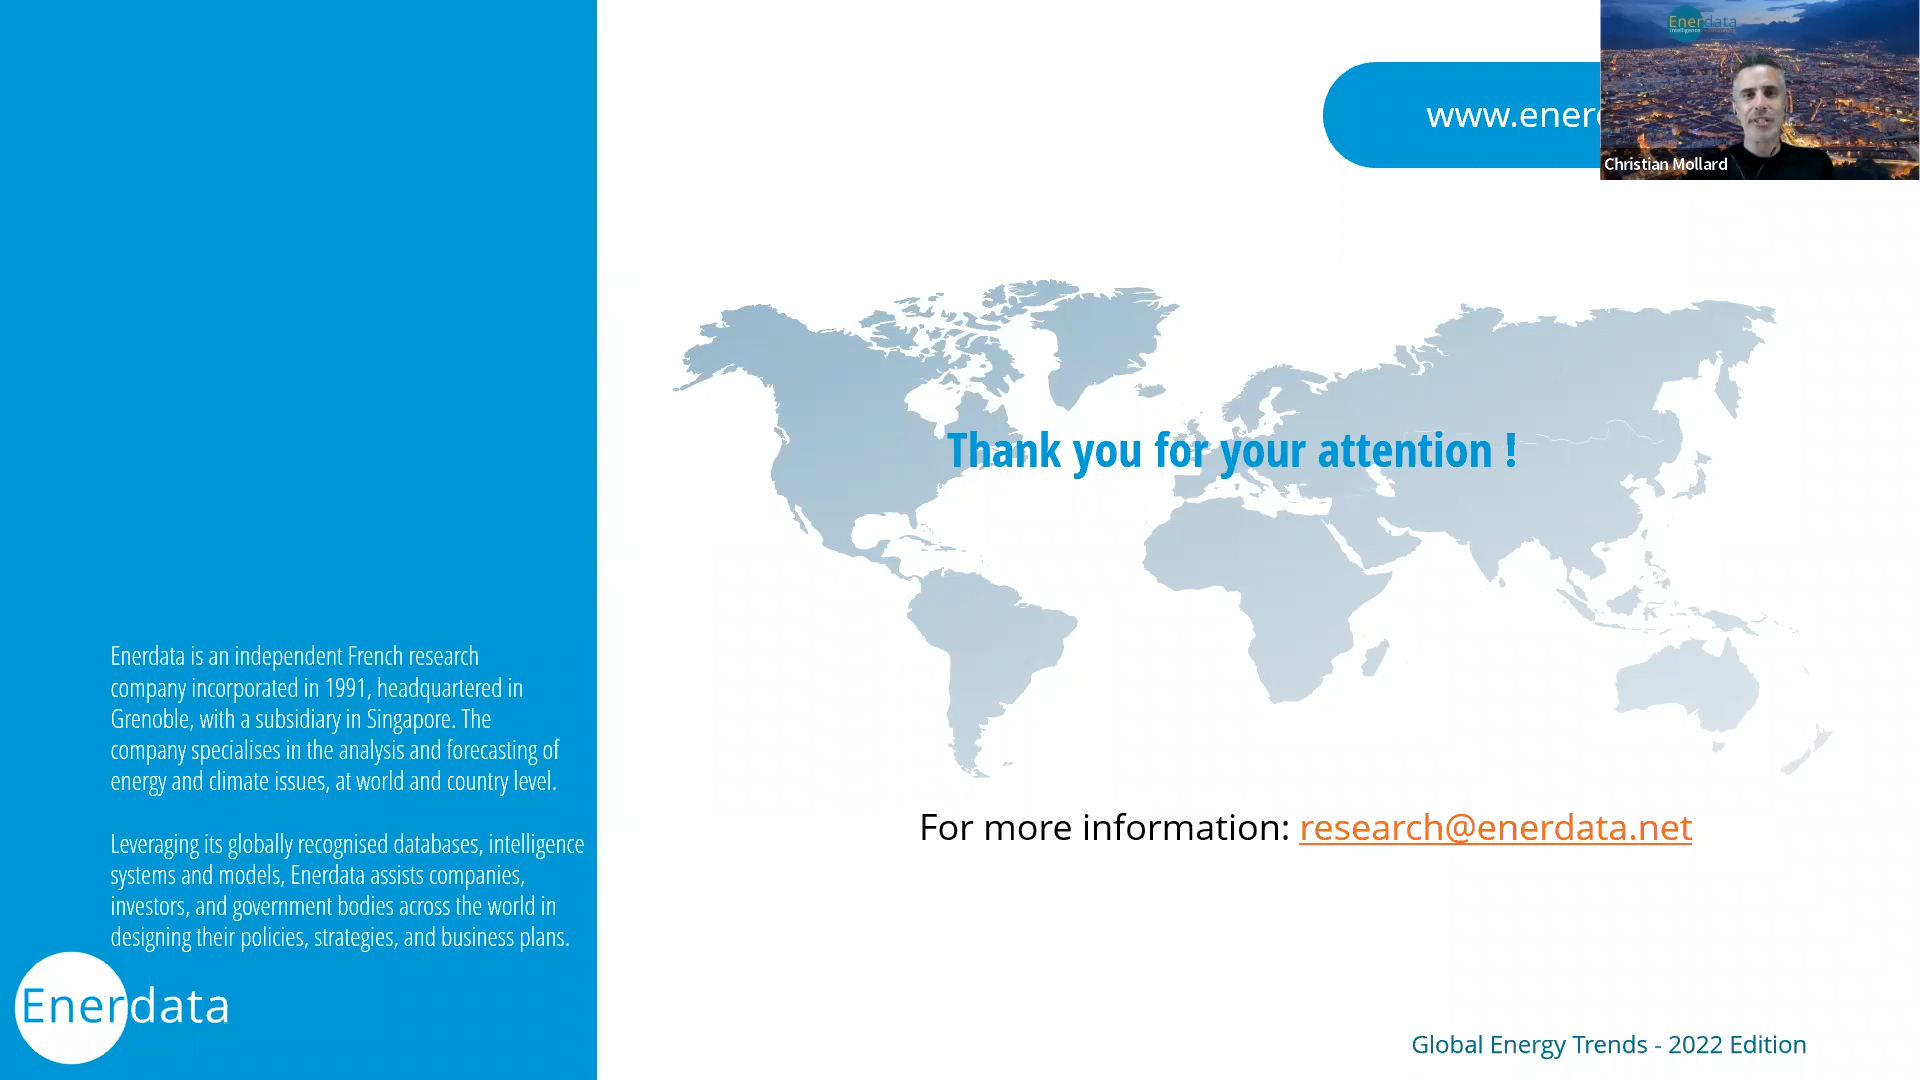 Enerdata
www.ener
Christian Mollard
Thank you for your attention !
Enerdata is an independent French research
company incorporated in 1991, headquartered in
Grenoble, with a subsidiary in Singapore. The
company specialises in the analysis and forecasting of
energy and climate issues, at world and country level.
Leveraging its globally recognised databases, intelligence
systems and models, Enerdata assists companies,
investors, and government bodies across the world in
designing their policies, strategies, and business plans.
For more information: research@enerdata.net
Enerdata
Global Energy Trends - 2022 Edition